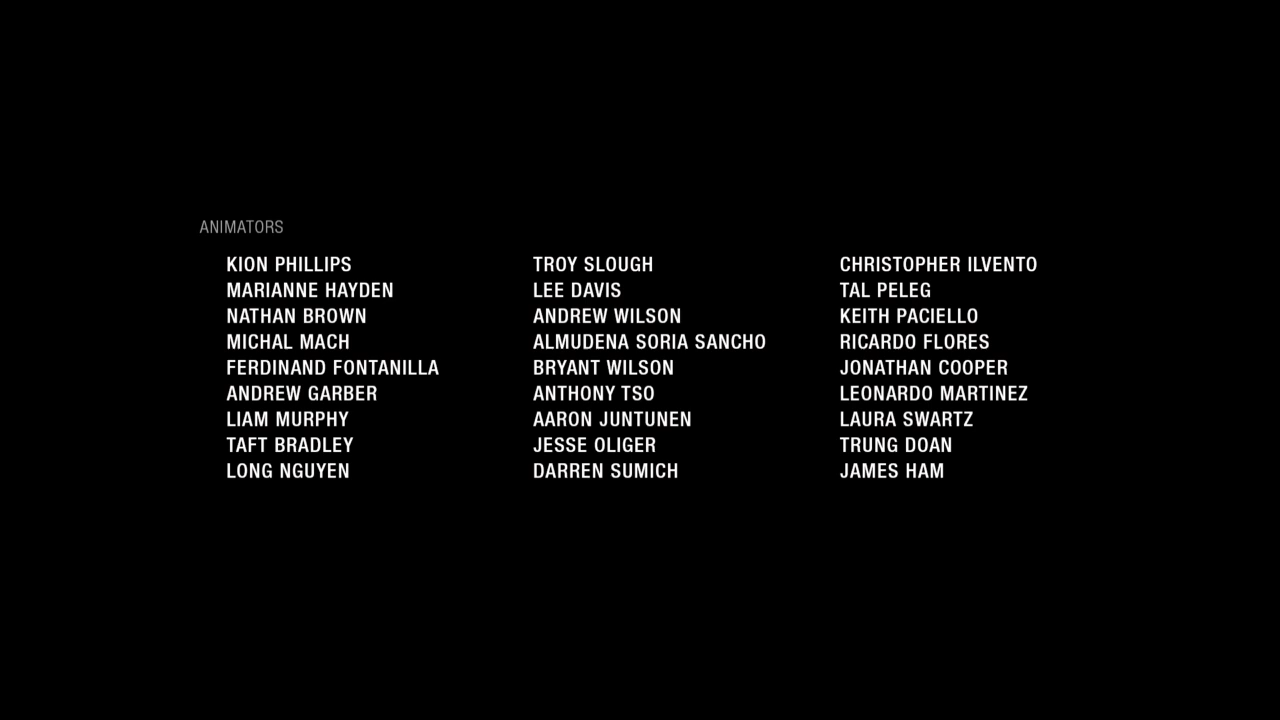 ANIMATORS
KION PHILLIPS
MARIANNE HAYDEN
NATHAN BROWN
MICHAL MACH
FERDINAND FONTANILLA
ANDREW GARBER
LIAM MURPHY
TAFT BRADLEY
LONG NGUYEN
TROY SLOUGH
LEE DAVIS
ANDREW WILSON
ALMUDENA SORIA SANCHO
BRYANT WILSON
ANTHONY TSO
AARON JUNTUNEN
JESSE OLIGER
DARREN SUMICH
CHRISTOPHER ILVENTO
TAL PELEG
KEITH PACIELLO
RICARDO FLORES
JONATHAN COOPER
LEONARDO MARTINEZ
LAURA SWARTZ
TRUNG DOAN
JAMES HAM